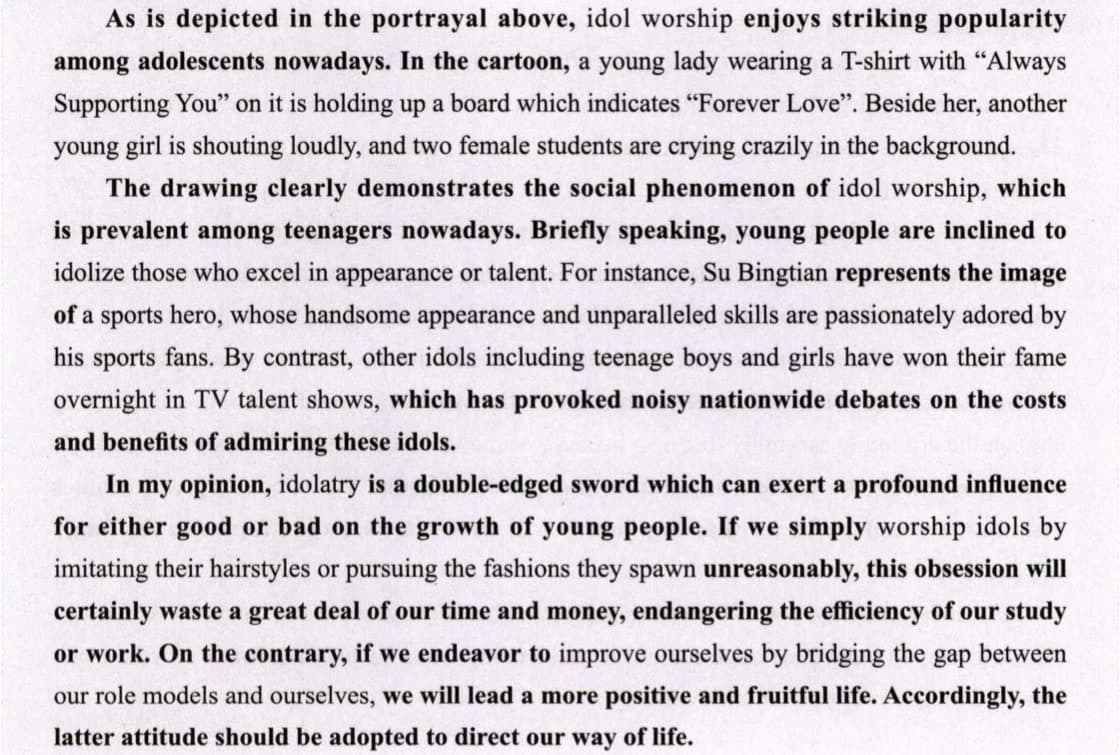 As is depicted in the portrayal above, idol worship enjoys striking popularity
among adolescents nowadays. In the cartoon, a young lady wearing a T-shirt with “Always
Supporting You” on it is holding up a board which indicates “Forever Love”. Beside her, another
young girl is shouting loudly, and two female students are crying crazily in the background.
The drawing clearly demonstrates the social phenomenon of idol worship, which
is prevalent among teenagers nowadays. Briefly speaking, young people are inclined to
idolize those who excel in appearance or talent. For instance, Su Bingtian represents the image
of a sports hero, whose handsome appearance and unparalleled skills are passionately adored by
his sports fans. By contrast, other idols including teenage boys and girls have won their fame
overnight in TV talent shows, which has provoked noisy nationwide debates on the costs
and benefits of admiring these idols.
In my opinion, idolatry is a double-edged sword which can exert a profound influence
for either good or bad on the growth of young people. If we simply worship idols by
imitating their hairstyles or pursuing the fashions they spawn unreasonably, this obsession will
certainly waste a great deal of our time and money, endangering the efficiency of our study
or work. On the contrary, if we endeavor to improve ourselves by bridging the gap between
our role models and ourselves, we will lead a more positive and fruitful life. Accordingly, the
latter attitude should be adopted to direct our way of life.